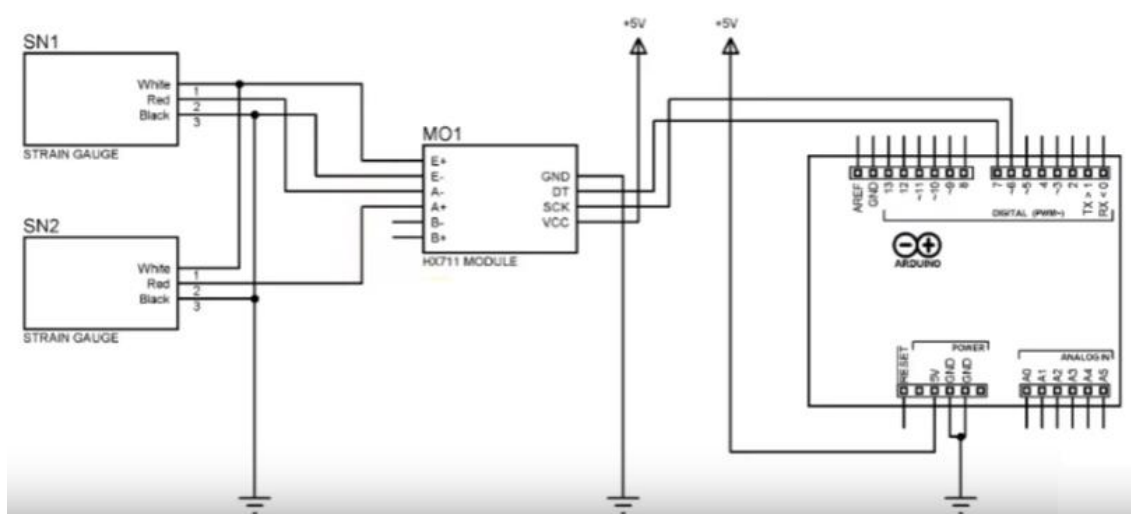 +5V
+5V
SN1
White
1
Red
2
Black
3
STRAIN GAUGE
MO1
E+
E-
A-
A+
B-
B+
GND
DT
SCK
VCC
HX711 MODULE
SN2
White
1
Red
2
Black
3
STRAIN GAUGE
AREF
GND
13
12
~11
~10
~9
8
7
~6
~5
4
~3
2
TX > 1
RX < 0
DIGITAL (PWM~)
ARDUINO
RESET
5V
GND
GND
POWER
ANALOG IN
A0
A1
A2
A3
A4
A5